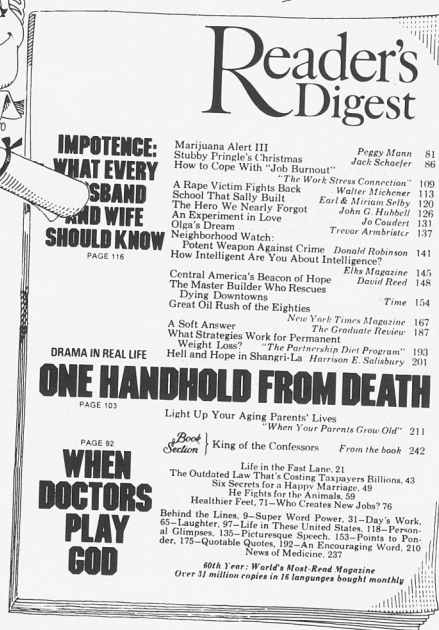 Reader's
Digest
IMPOTENCE:
WHAT EVERY
SBAND
AND WIFE
SHOULD KNOW
PAGE 116
Marijuana Alert III Peggy Mann 81
Stubby Pringle's Christmas Jack Schaefer 86
How to Cope With "Job Burnout"
"The Work Stress Connection" 109
A Rape Victim Fights Back Walter Michener 113
School That Sally Built Earl & Miriam Selby 120
The Hero We Nearly Forgot John G. Hubbell 126
An Experiment in Love Jo Coudert 131
Olga's Dream Trevor Armbrister 137
Neighborhood Watch:
Potent Weapon Against Crime Donald Robinson 141
How Intelligent Are You About Intelligence?
Elks Magazine 145
Central America's Beacon of Hope David Reed 148
The Master Builder Who Rescues
Dying Downtowns Time 154
Great Oil Rush of the Eighties
New York Times Magazine 167
A Soft Answer The Graduate Review 187
What Strategies Work for Permanent
Weight Loss? "The Partnership Diet Program" 193
DRAMA IN REAL LIFE
Hell and Hope in Shangri-La Harrison E. Salisbury 201
ONE HANDHOLD FROM DEATH
PAGE 103
Light Up Your Aging Parents' Lives
"When Your Parents Grow Old" 211
Book
Section } King of the Confessors From the book 242
PAGE 92
WHEN
DOCTORS
PLAY
GOD
Life in the Fast Lane, 21
The Outdated Law That's Costing Taxpayers Billions, 43
Six Secrets for a Happy Marriage, 49
He Fights for the Animals, 59
Healthier Feet, 71—Who Creates New Jobs? 76
Behind the Lines, 9—Super Word Power, 31—Day's Work,
65—Laughter, 97—Life in These United States, 118—Person-
al Glimpses, 135—Picturesque Speech, 153—Points to Pon-
der, 175—Quotable Quotes, 192—An Encouraging Word, 210
News of Medicine, 237
60th Year: World's Most-Read Magazine
Over 31 million copies in 16 languages bought monthly